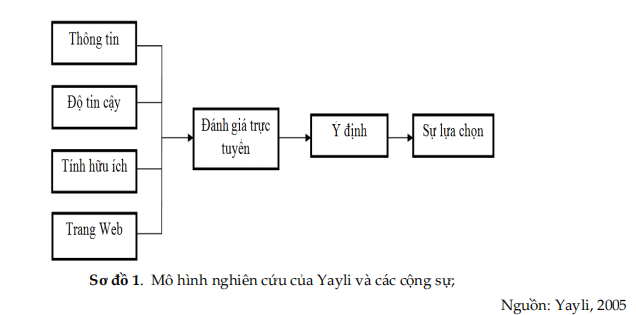 Thông tin
Độ tin cậy
Tính hữu ích
Trang Web
Đánh giá trực
tuyến
Ý định
Sự lựa chọn
Sơ đồ 1. Mô hình nghiên cứu của Yayli và các cộng sự;
Nguồn: Yayli, 2005